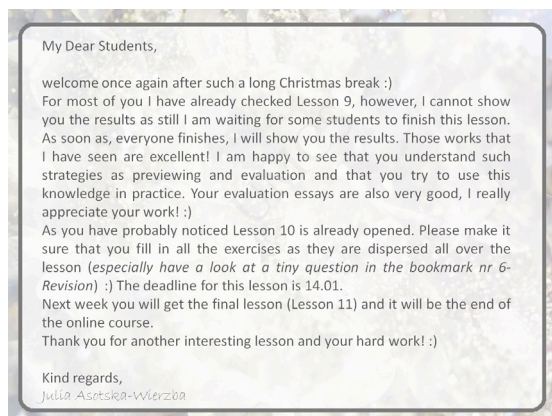 My Dear Students,
welcome once again after such a long Christmas break :)
For most of you I have already checked Lesson 9, however, I cannot show
you the results as still I am waiting for some students to finish this lesson.
As soon as, everyone finishes, I will show you the results. Those works that
I have seen are excellent! I am happy to see that you understand such
strategies as previewing and evaluation and that you try to use this
knowledge in practice. Your evaluation essays are also very good, I really
appreciate your work! :)
As you have probably noticed Lesson 10 is already opened. Please make it
sure that you fill in all the exercises as they are dispersed all over the
lesson (especially have a look at a tiny question in the bookmark nr 6-
Revision) :) The deadline for this lesson is 14.01.
Next week you will get the final lesson (Lesson 11) and it will be the end of
the online course.
Thank you for another interesting lesson and your hard work! :)
Kind regards,
Julia Asotska-Wierzba